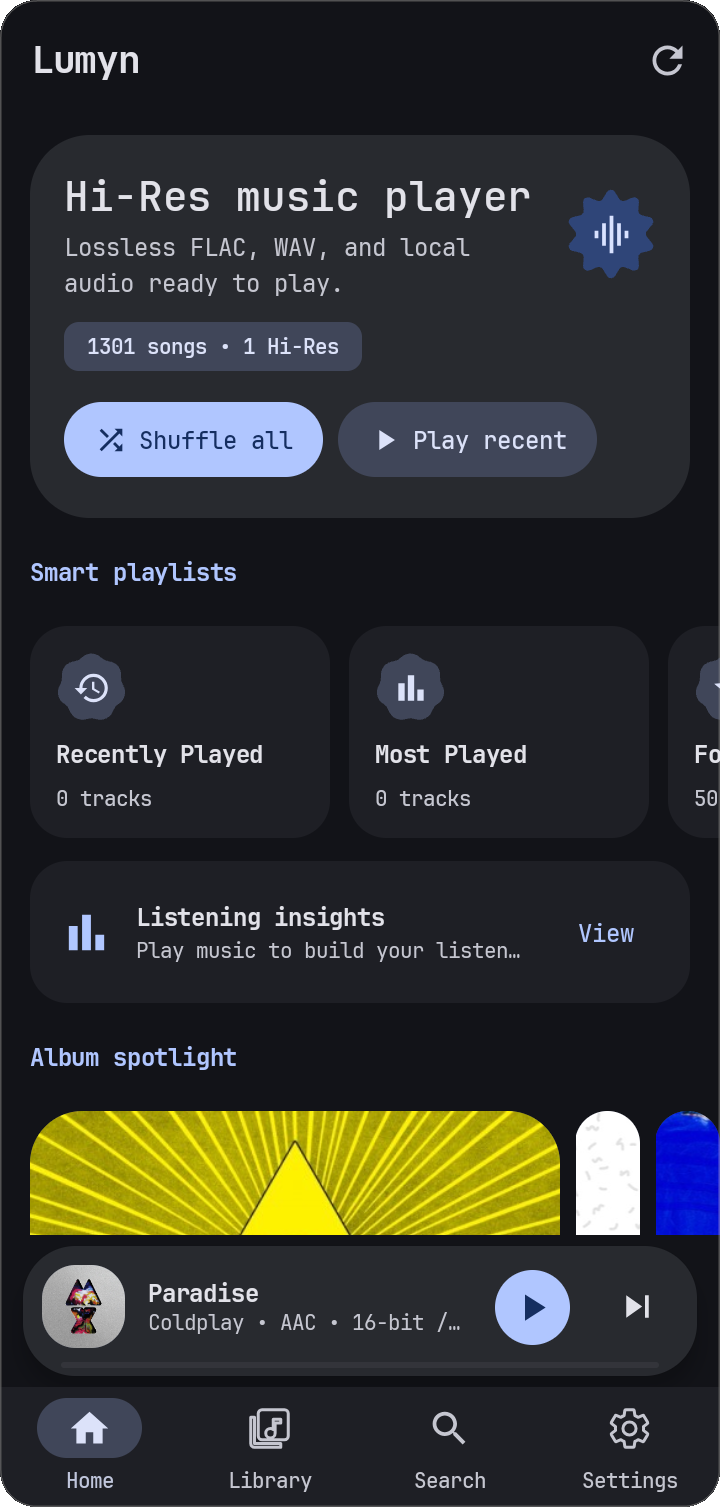 Lumyn
Hi-Res music player
Lossless FLAC, WAV, and local
audio ready to play.
1301 songs • 1 Hi-Res
Shuffle all
Play recent
Smart playlists
Recently Played
0 tracks
Most Played
0 tracks
Fo
50
Listening insights
Play music to build your listen…
View
Album spotlight
Paradise
Coldplay • AAC • 16-bit /…
Home
Library
Search
Settings